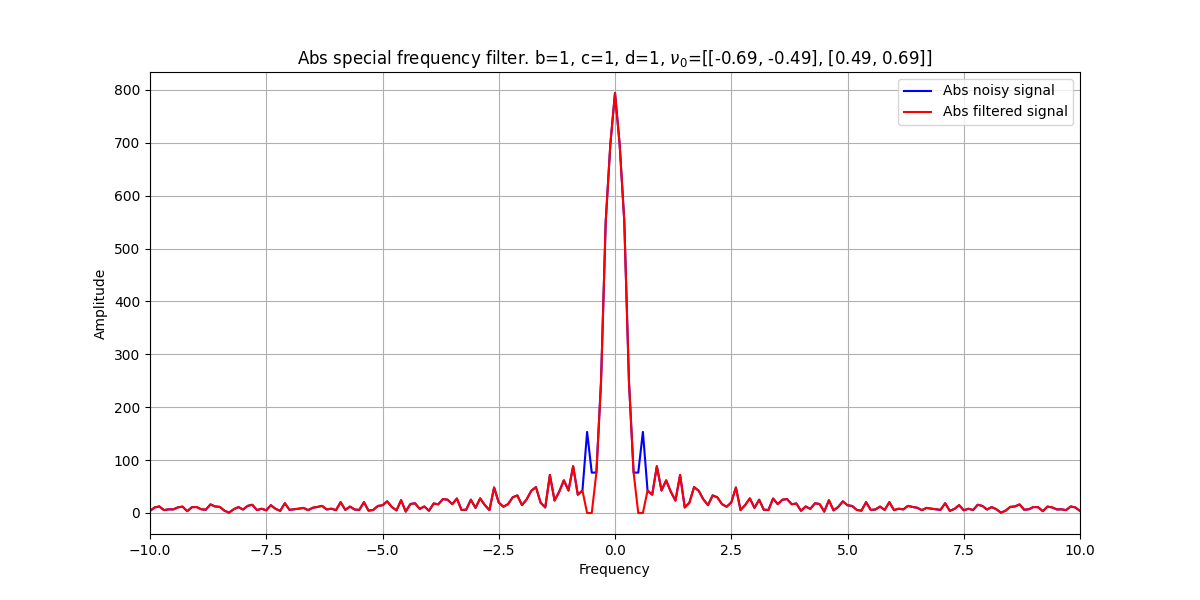 Abs special frequency filter. b=1, c=1, d=1, ν₀=[[-0.69, -0.49], [0.49, 0.69]]
Abs noisy signal
Abs filtered signal
Amplitude
800
700
600
500
400
300
200
100
0
−10.0 −7.5 −5.0 −2.5 0.0 2.5 5.0 7.5 10.0
Frequency